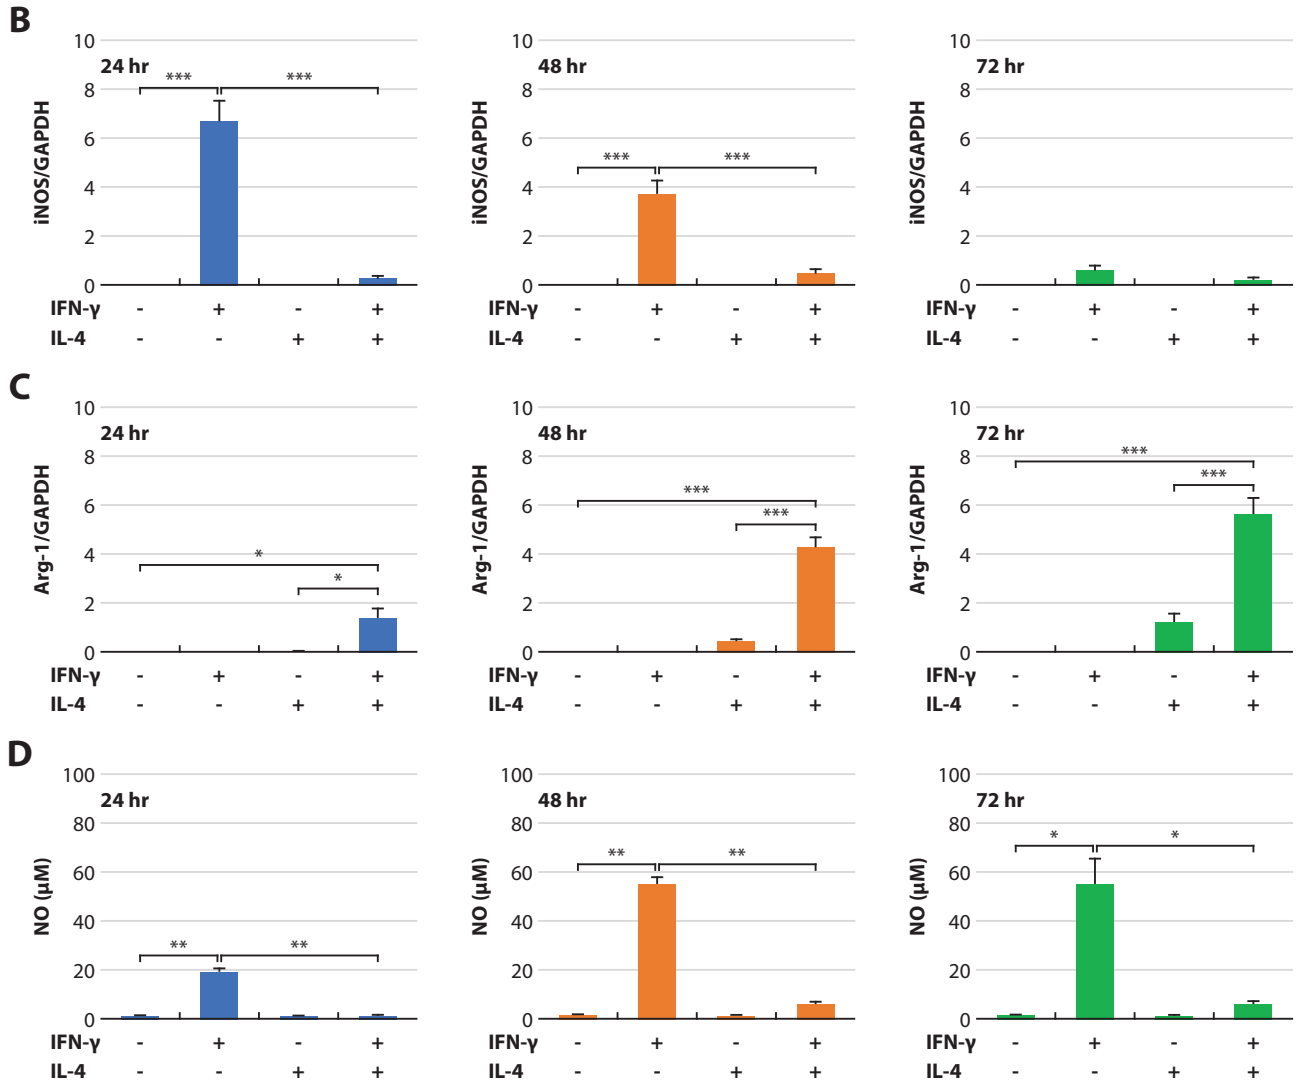 B
10 10 10
24 hr 48 hr 72 hr
*** ***
8 8 8
6 6 6
*** ***
4 4 4
2 2 2
0 0 0
iNOS/GAPDH iNOS/GAPDH iNOS/GAPDH
IFN-γ - + - + IFN-γ - + - + IFN-γ - + - +
IL-4 - - + + IL-4 - - + + IL-4 - - + +
C
10 10 10
24 hr 48 hr 72 hr
8 8 8
***
***
6 6 6
***
***
4 4 4
*
*
2 2 2
0 0 0
Arg-1/GAPDH Arg-1/GAPDH Arg-1/GAPDH
IFN-γ - + - + IFN-γ - + - + IFN-γ - + - +
IL-4 - - + + IL-4 - - + + IL-4 - - + +
D
100 100 100
24 hr 48 hr 72 hr
80 80 80
* *
** **
60 60 60
40 40 40
** **
20 20 20
0 0 0
NO (μM) NO (μM) NO (μM)
IFN-γ - + - + IFN-γ - + - + IFN-γ - + - +
IL-4 - - + + IL-4 - - + + IL-4 - - + +